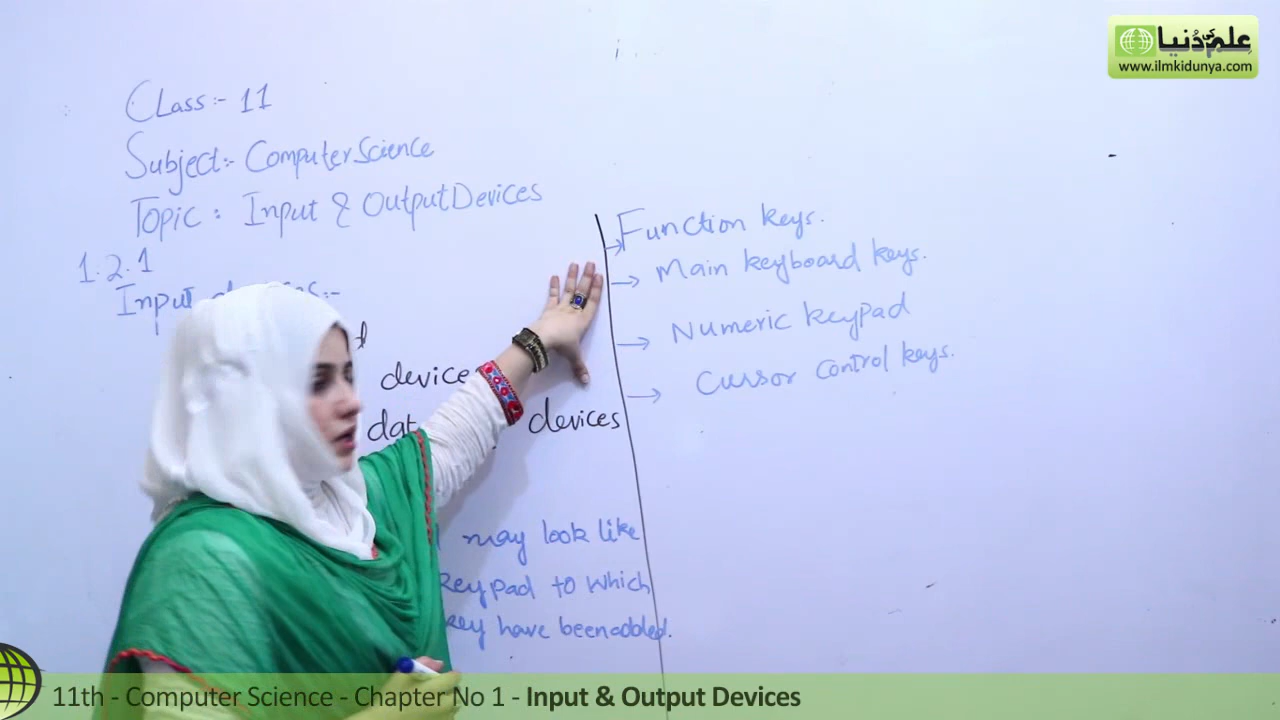 علم کی دنیا
www.ilmkidunya.com
Class:- 11
Subject:- Computer Science
Topic: Input & Output Devices
1.2.1
Input
device
devices
may look like
keypad to which
key have been added.
Function keys.
→ Main keyboard keys.
→ Numeric keypad
→ Cursor control keys.
11th - Computer Science - Chapter No 1 - Input & Output Devices